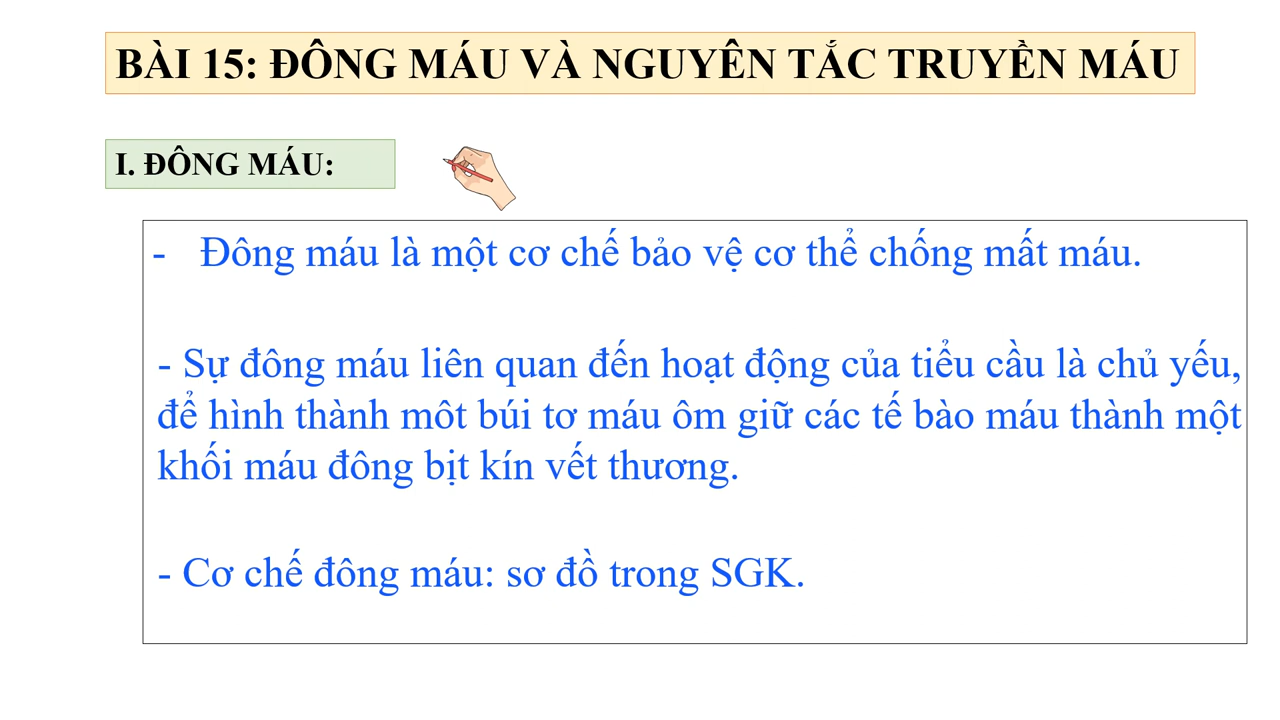 BÀI 15: ĐÔNG MÁU VÀ NGUYÊN TẮC TRUYỀN MÁU
I. ĐÔNG MÁU:
- Đông máu là một cơ chế bảo vệ cơ thể chống mất máu.
- Sự đông máu liên quan đến hoạt động của tiểu cầu là chủ yếu,
để hình thành môt búi tơ máu ôm giữ các tế bào máu thành một
khối máu đông bịt kín vết thương.
- Cơ chế đông máu: sơ đồ trong SGK.